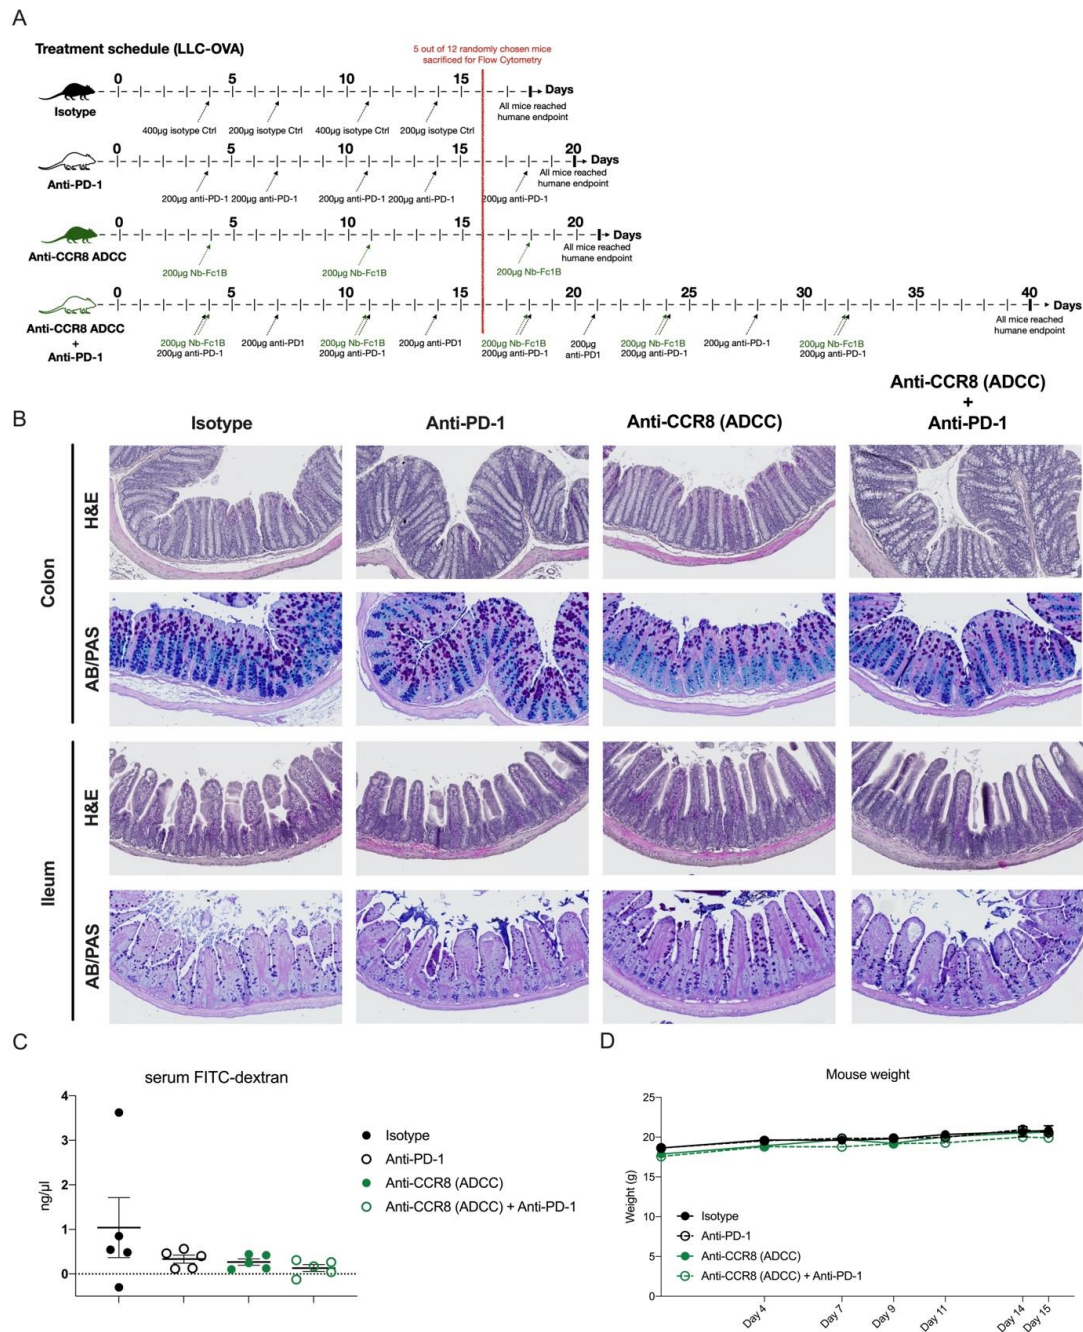 A
Treatment schedule (LLC-OVA)
5 out of 12 randomly chosen mice
sacrificed for Flow Cytometry
0 5 10 15 Days
Isotype
400µg isotype Ctrl 200µg isotype Ctrl 400µg isotype Ctrl 200µg isotype Ctrl
All mice reached
humane endpoint
0 5 10 15 20 Days
Anti-PD-1
200µg anti-PD-1 200µg anti-PD-1 200µg anti-PD-1 200µg anti-PD-1 200µg anti-PD-1
All mice reached
humane endpoint
0 5 10 15 20 Days
Anti-CCR8 ADCC
200µg Nb-Fc1B 200µg Nb-Fc1B 200µg Nb-Fc1B
All mice reached
humane endpoint
0 5 10 15 20 25 30 35 40 Days
Anti-CCR8 ADCC
+
Anti-PD-1
200µg Nb-Fc1B
200µg anti-PD-1
200µg anti-PD1
200µg Nb-Fc1B
200µg anti-PD-1
200µg anti-PD1
200µg Nb-Fc1B
200µg anti-PD-1
200µg
anti-PD1
200µg Nb-Fc1B
200µg anti-PD-1
200µg anti-PD-1
200µg Nb-Fc1B
200µg anti-PD-1
All mice reached
humane endpoint
B
Isotype
Anti-PD-1
Anti-CCR8 (ADCC)
Anti-CCR8 (ADCC)
+
Anti-PD-1
Colon
H&E
AB/PAS
Ileum
H&E
AB/PAS
C
serum FITC-dextran
ng/µl
4
3
2
1
0
Isotype
Anti-PD-1
Anti-CCR8 (ADCC)
Anti-CCR8 (ADCC) + Anti-PD-1
D
Mouse weight
Weight (g)
25
20
15
10
5
0
Isotype
Anti-PD-1
Anti-CCR8 (ADCC)
Anti-CCR8 (ADCC) + Anti-PD-1
Day 4 Day 7 Day 9 Day 11 Day 14 Day 15